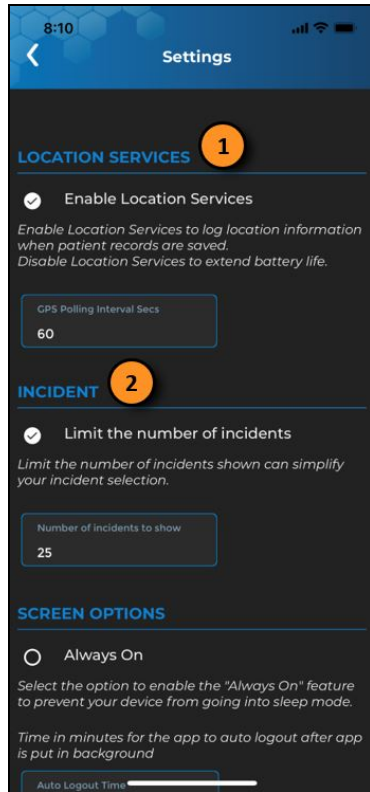 8:10
Settings
LOCATION SERVICES
1
Enable Location Services
Enable Location Services to log location information
when patient records are saved.
Disable Location Services to extend battery life.
GPS Polling Interval Secs
60
INCIDENT
2
Limit the number of incidents
Limit the number of incidents shown can simplify
your incident selection.
Number of incidents to show
25
SCREEN OPTIONS
Always On
Select the option to enable the "Always On" feature
to prevent your device from going into sleep mode.
Time in minutes for the app to auto logout after app
is put in background
Auto Logout Time